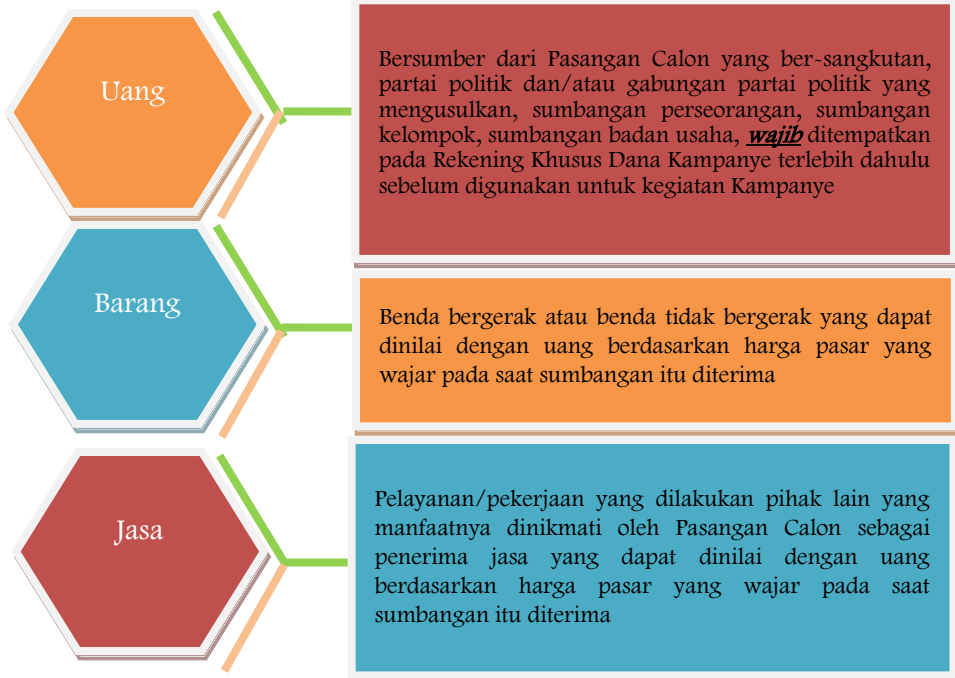 Uang
Bersumber dari Pasangan Calon yang ber-sangkutan,
partai politik dan/atau gabungan partai politik yang
mengusulkan, sumbangan perseorangan, sumbangan
kelompok, sumbangan badan usaha, wajib ditempatkan
pada Rekening Khusus Dana Kampanye terlebih dahulu
sebelum digunakan untuk kegiatan Kampanye
Barang
Benda bergerak atau benda tidak bergerak yang dapat
dinilai dengan uang berdasarkan harga pasar yang
wajar pada saat sumbangan itu diterima
Jasa
Pelayanan/pekerjaan yang dilakukan pihak lain yang
manfaatnya dinikmati oleh Pasangan Calon sebagai
penerima jasa yang dapat dinilai dengan uang
berdasarkan harga pasar yang wajar pada saat
sumbangan itu diterima